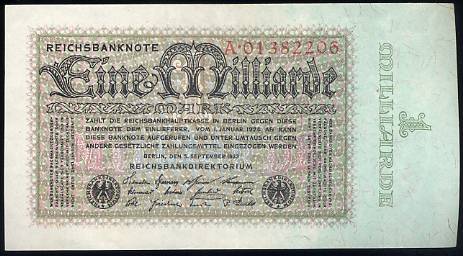 REICHSBANKNOTE A·01382206
Eine Milliarde
MARK
ZAHLT DIE REICHSBANKHAUPTKASSE IN BERLIN GEGEN DIESE
BANKNOTE DEM EINLIEFERER. VOM 1. JANUAR 1924 AB KANN
DIESE BANKNOTE AUFGERUFEN UND UNTER UMTAUSCH GEGEN
ANDERE GESETZLICHE ZAHLUNGSMITTEL EINGEZOGEN WERDEN
BERLIN, DEN 5. SEPTEMBER 1923
REICHSBANKDIREKTORIUM
1 MILLIARDE